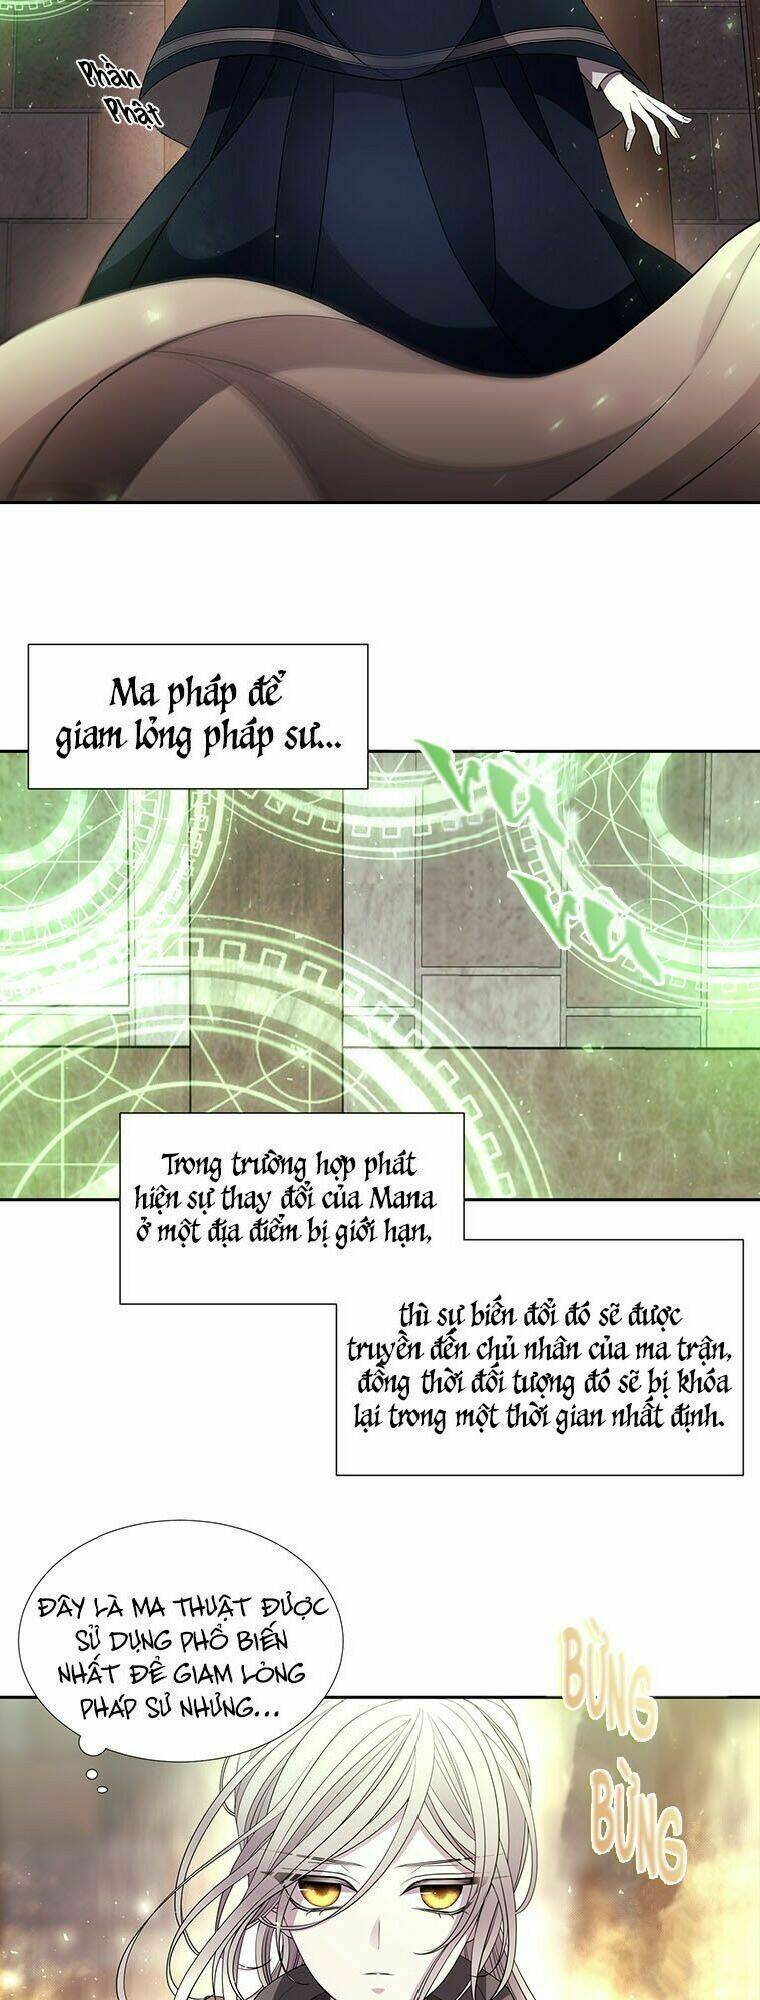 Phần
Phật
Ma pháp để
giam lỏng pháp sư...
VÙ
VÙ
Trong trường hợp phát
hiện sự thay đổi của Mana
ở một địa điểm bị giới hạn,
thì sự biến đổi đó sẽ được
truyền đến chủ nhân của ma trận,
đồng thời đối tượng đó sẽ bị khóa
lại trong một thời gian nhất định.
ĐÂY LÀ MA THUẬT ĐƯỢC
SỬ DỤNG PHỔ BIẾN
NHẤT ĐỂ GIAM LỎNG
PHÁP SƯ NHƯNG...
BỪNG
BỪNG